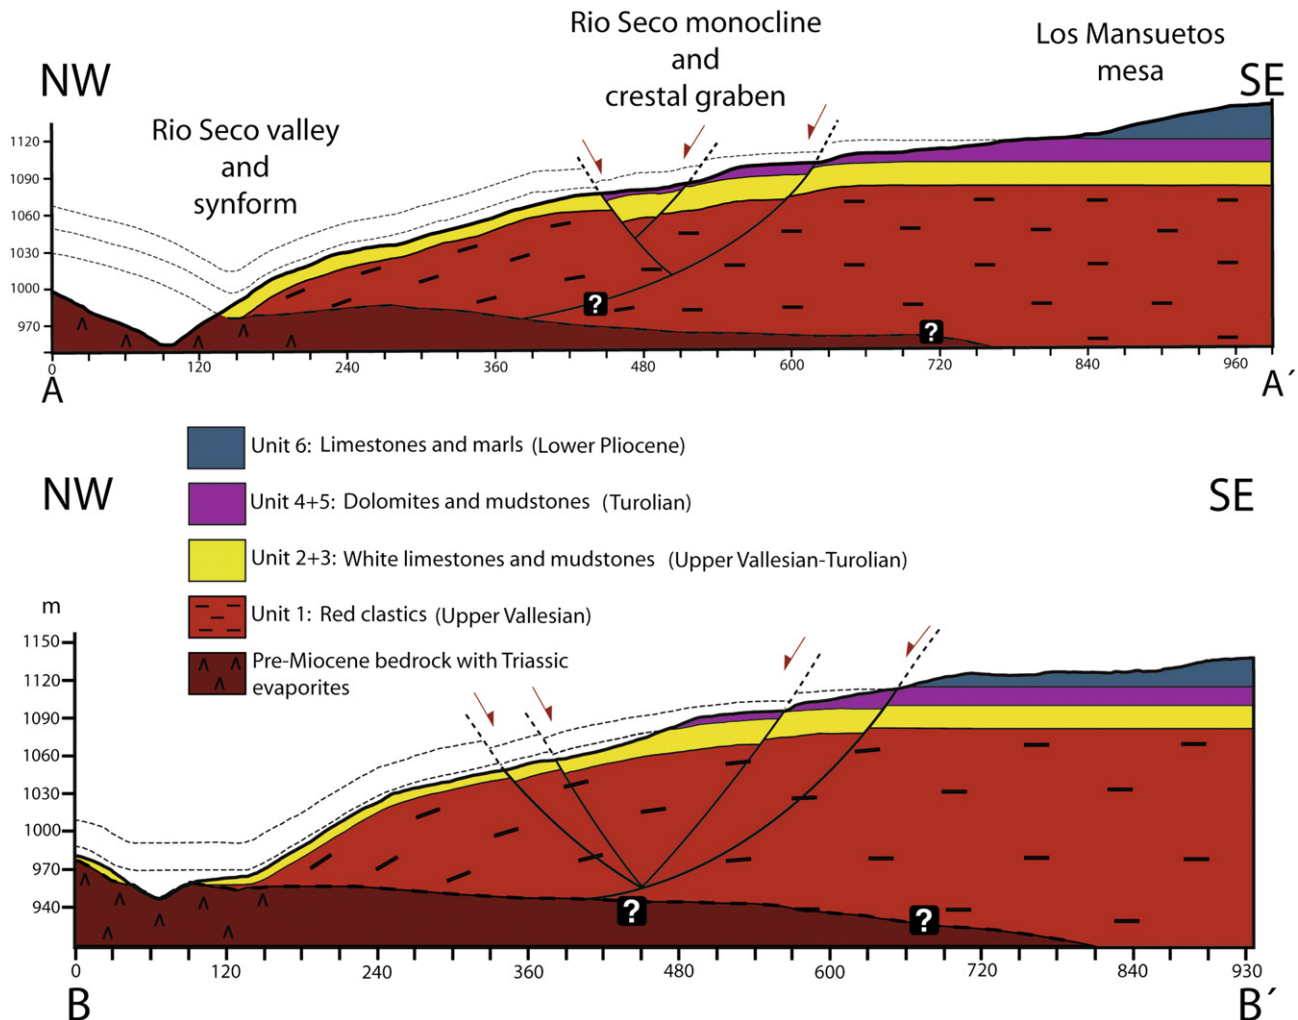 Rio Seco monocline
and
crestal graben
Los Mansuetos
mesa
NW
SE
Rio Seco valley
and
synform
1120
1090
1060
1030
1000
970
?
?
0 120 240 360 480 600 720 840 960
A A´
Unit 6: Limestones and marls (Lower Pliocene)
NW
SE
Unit 4+5: Dolomites and mudstones (Turolian)
Unit 2+3: White limestones and mudstones (Upper Vallesian-Turolian)
Unit 1: Red clastics (Upper Vallesian)
Pre-Miocene bedrock with Triassic
evaporites
m
1150
1120
1090
1060
1030
1000
970
940
?
?
0 120 240 360 480 600 720 840 930
B B´